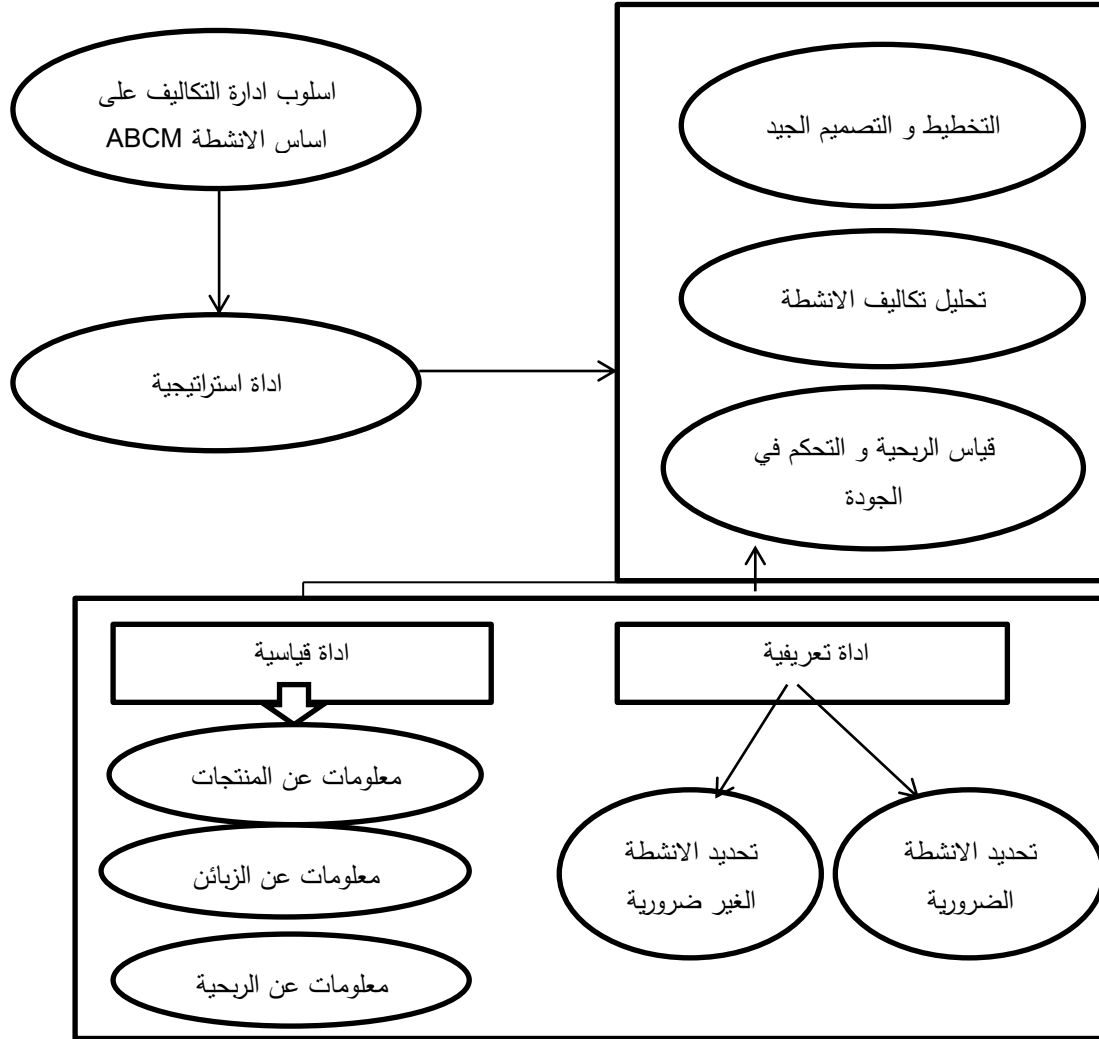 اسلوب ادارة التكاليف على
اساس الانشطة ABCM
اداة استراتيجية
التخطيط و التصميم الجيد
تحليل تكاليف الانشطة
قياس الربحية و التحكم في
الجودة
اداة تعريفية
تحديد الانشطة
الضرورية
تحديد الانشطة
الغير ضرورية
اداة قياسية
معلومات عن المنتجات
معلومات عن الزبائن
معلومات عن الربحية